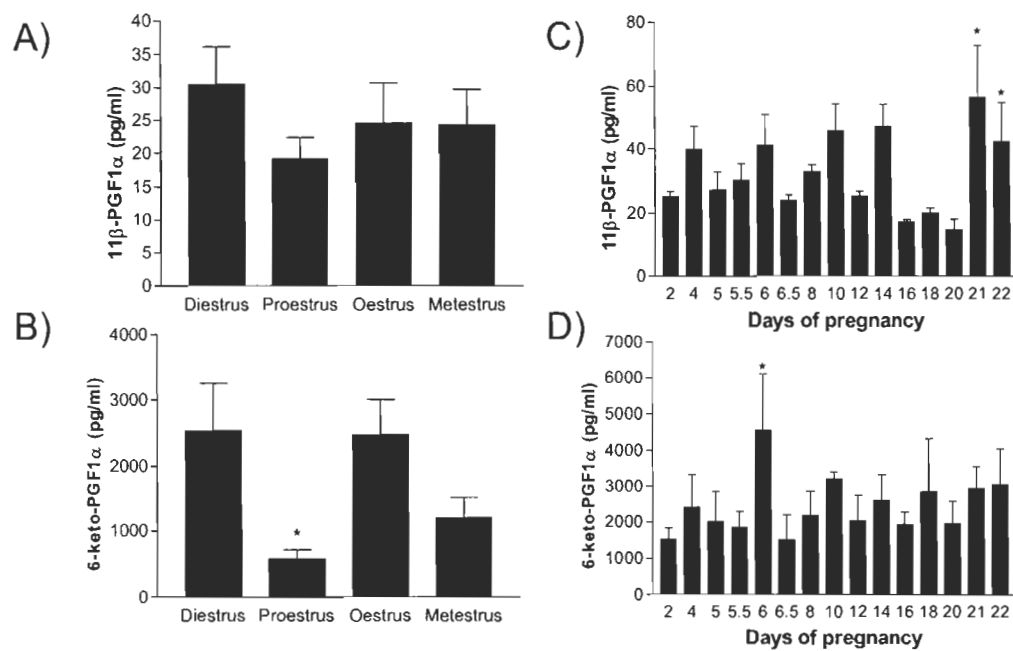 A)
40
35
30
25
20
15
10
5
0
11β-PGF1α (pg/ml)
Diestrus Proestrus Oestrus Metestrus
B)
4000
3000
2000
1000
0
6-keto-PGF1α (pg/ml)
*
Diestrus Proestrus Oestrus Metestrus
C)
80
60
40
20
0
11β-PGF1α (pg/ml)
* *
2 4 5 5.5 6 6.5 8 10 12 14 16 18 20 21 22
Days of pregnancy
D)
7000
6000
5000
4000
3000
2000
1000
0
6-keto-PGF1α (pg/ml)
*
2 4 5 5.5 6 6.5 8 10 12 14 16 18 20 21 22
Days of pregnancy